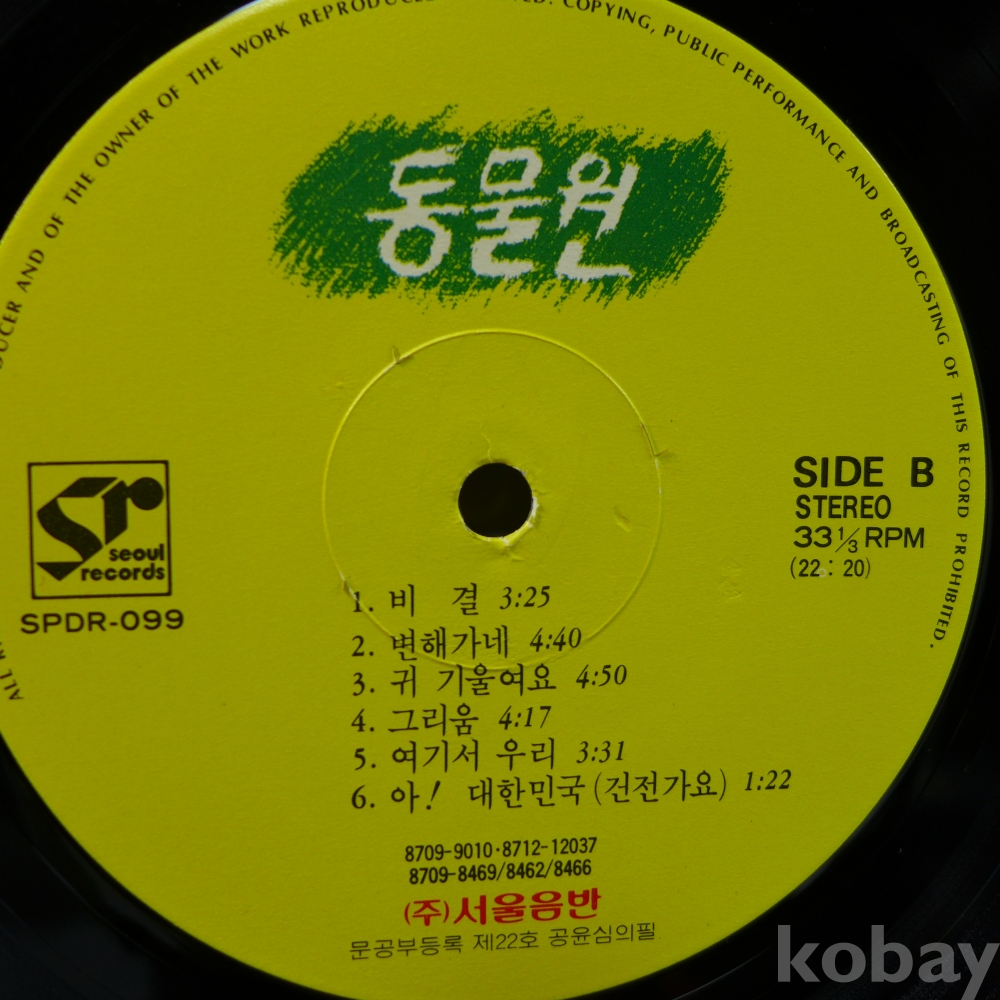 DUCER AND OF THE OWNER OF THE WORK REPRODUCED
COPYING, PUBLIC PERFORMANCE AND BROADCASTING OF THIS RECORD PROHIBITED.
ALL
동물원
seoul
records
SPDR-099
SIDE B
STEREO
33 1/3 RPM
(22 : 20)
1. 비 결 3:25
2. 변해가네 4:40
3. 귀 기울여요 4:50
4. 그리움 4:17
5. 여기서 우리 3:31
6. 아! 대한민국 (건전가요) 1:22
8709-9010·8712-12037
8709-8469/8462/8466
(주)서울음반
문공부등록 제22호 공윤심의필
kobay